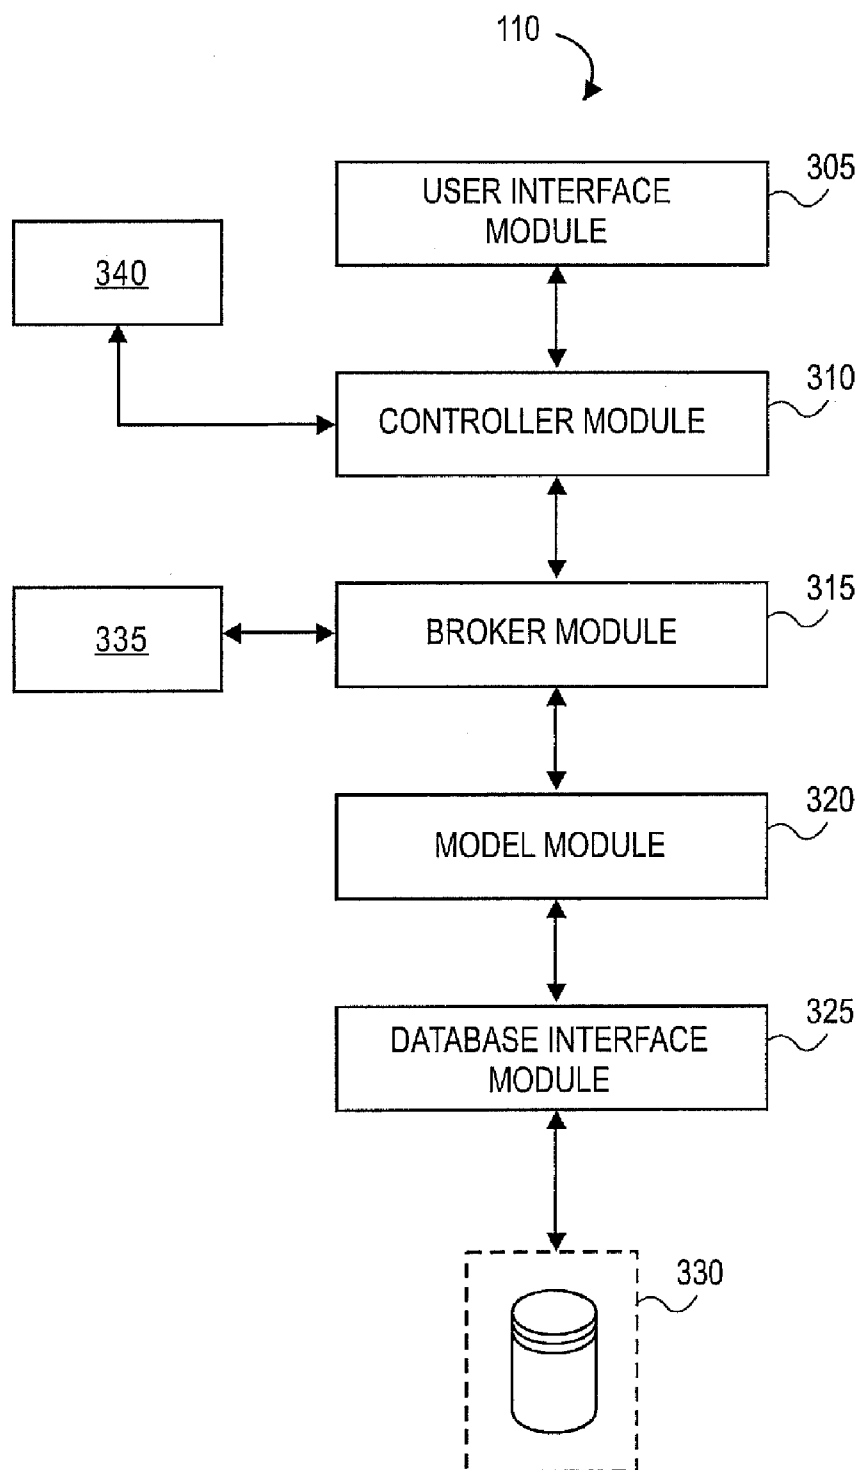 110
305
USER INTERFACE
MODULE
340
310
CONTROLLER MODULE
315
335
BROKER MODULE
320
MODEL MODULE
325
DATABASE INTERFACE
MODULE
330